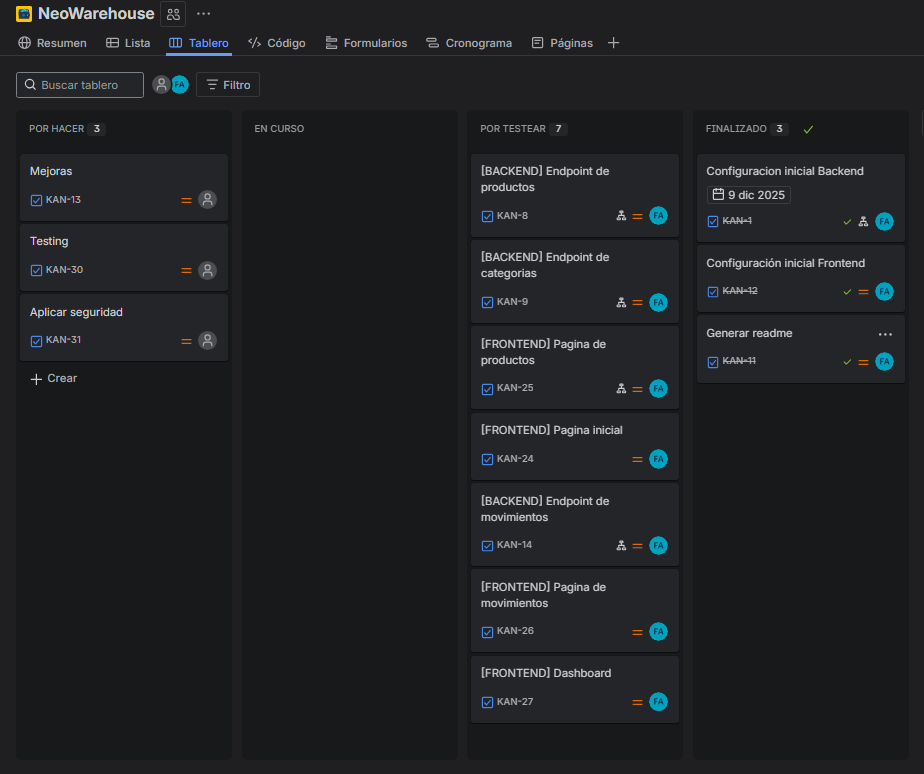 NeoWarehouse
Resumen Lista Tablero Código Formularios Cronograma Páginas
Buscar tablero FA Filtro
POR HACER 3
Mejoras
KAN-13
Testing
KAN-30
Aplicar seguridad
KAN-31
Crear
EN CURSO
POR TESTEAR 7
[BACKEND] Endpoint de
productos
KAN-8 FA
[BACKEND] Endpoint de
categorias
KAN-9 FA
[FRONTEND] Pagina de
productos
KAN-25 FA
[FRONTEND] Pagina inicial
KAN-24 FA
[BACKEND] Endpoint de
movimientos
KAN-14 FA
[FRONTEND] Pagina de
movimientos
KAN-26 FA
[FRONTEND] Dashboard
KAN-27 FA
FINALIZADO 3
Configuracion inicial Backend
9 dic 2025
KAN-1 FA
Configuración inicial Frontend
KAN-12 FA
Generar readme
KAN-11 FA